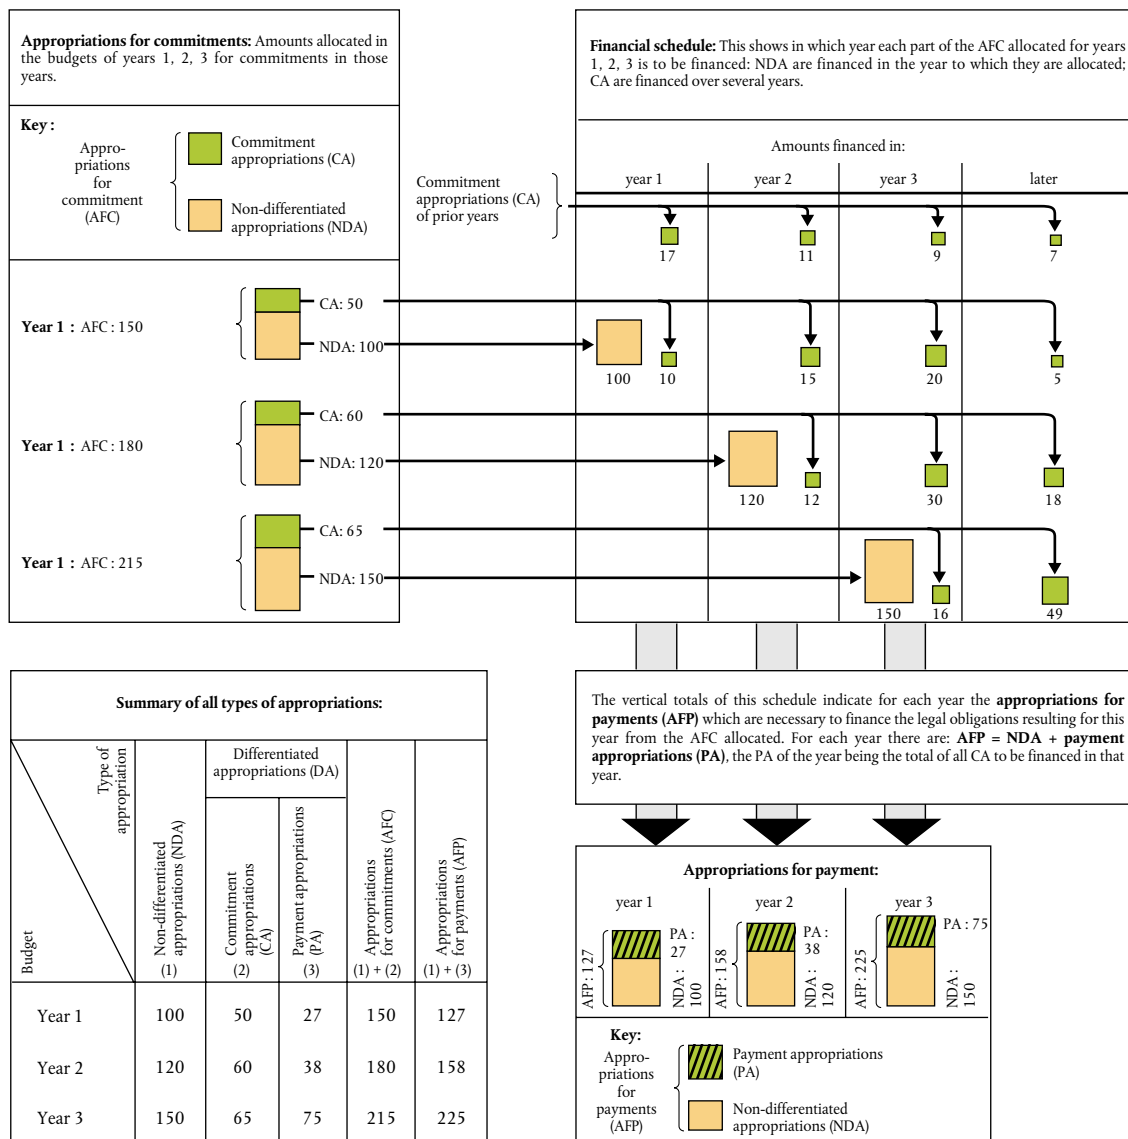 Appropriations for commitments: Amounts allocated in
the budgets of years 1, 2, 3 for commitments in those
years.
Key :
Appro-
priations
for
commitment
(AFC)
Commitment
appropriations (CA)
Non-differentiated
appropriations (NDA)
Financial schedule: This shows in which year each part of the AFC allocated for years
1, 2, 3 is to be financed: NDA are financed in the year to which they are allocated;
CA are financed over several years.
Amounts financed in:
year 1 year 2 year 3 later
Commitment
appropriations (CA)
of prior years
17 11 9 7
Year 1 : AFC : 150
CA: 50
NDA: 100
100 10 15 20 5
Year 1 : AFC : 180
CA: 60
NDA: 120
120 12 30 18
Year 1 : AFC : 215
CA: 65
NDA: 150
150 16 49
The vertical totals of this schedule indicate for each year the appropriations for
payments (AFP) which are necessary to finance the legal obligations resulting for this
year from the AFC allocated. For each year there are: AFP = NDA + payment
appropriations (PA), the PA of the year being the total of all CA to be financed in that
year.
Summary of all types of appropriations:
Type of
appropriation
Budget
Differentiated
appropriations (DA)
Non-differentiated
appropriations (NDA)
(1)
Commitment
appropriations
(CA)
(2)
Payment appropriations
(PA)
(3)
Appropriations
for commitments (AFC)
(1) + (2)
Appropriations
for payments (AFP)
(1) + (3)
Year 1 100 50 27 150 127
Year 2 120 60 38 180 158
Year 3 150 65 75 215 225
Appropriations for payment:
year 1
AFP : 127
PA :
27
NDA :
100
year 2
AFP : 158
PA :
38
NDA :
120
year 3
AFP : 225
PA : 75
NDA :
150
Key:
Appro-
priations
for
payments
(AFP)
Payment appropriations
(PA)
Non-differentiated
appropriations (NDA)